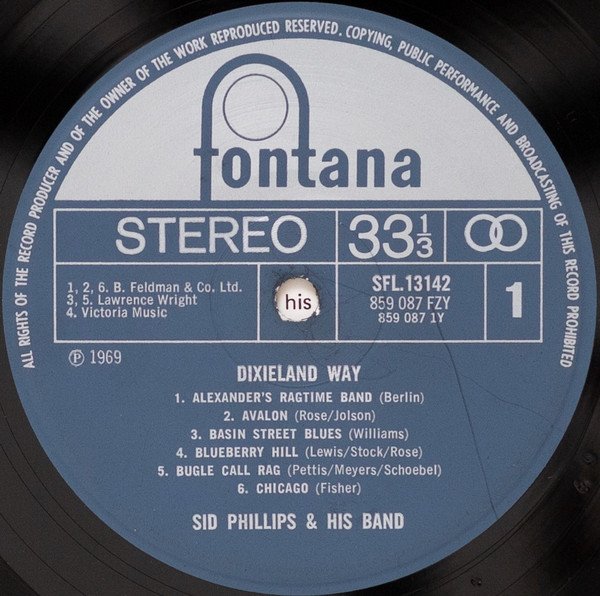 ALL RIGHTS OF THE RECORD PRODUCER AND OF THE OWNER OF THE WORK REPRODUCED RESERVED. COPYING, PUBLIC PERFORMANCE AND BROADCASTING OF THIS RECORD PROHIBITED
fontana
STEREO 33⅓
1, 2, 6. B. Feldman & Co. Ltd.
3, 5. Lawrence Wright
4. Victoria Music
his
SFL.13142
859 087 FZY
859 087 1Y
1
Ⓟ 1969
DIXIELAND WAY
1. ALEXANDER'S RAGTIME BAND (Berlin)
2. AVALON (Rose/Jolson)
3. BASIN STREET BLUES (Williams)
4. BLUEBERRY HILL (Lewis/Stock/Rose)
5. BUGLE CALL RAG (Pettis/Meyers/Schoebel)
6. CHICAGO (Fisher)
SID PHILLIPS & HIS BAND